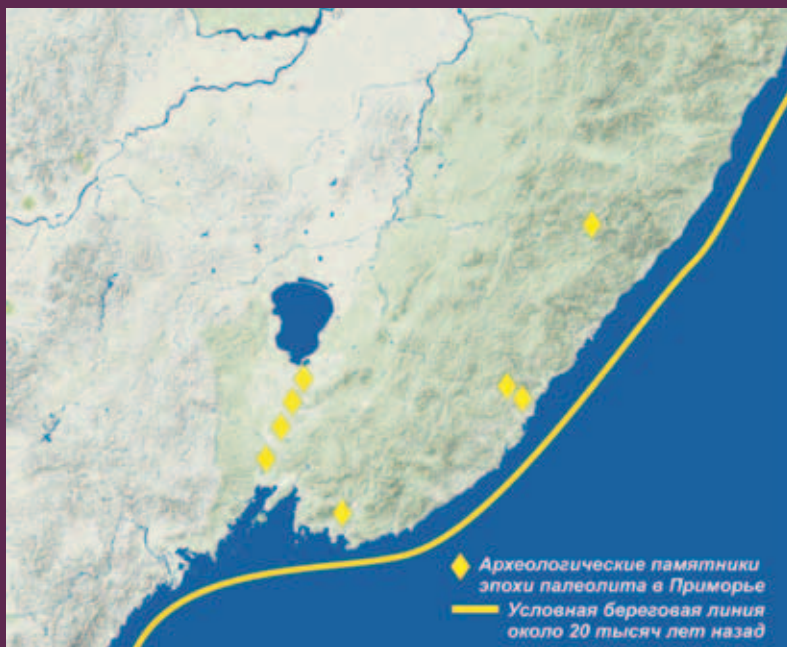 Археологические памятники
эпохи палеолита в Приморье
Условная береговая линия
около 20 тысяч лет назад